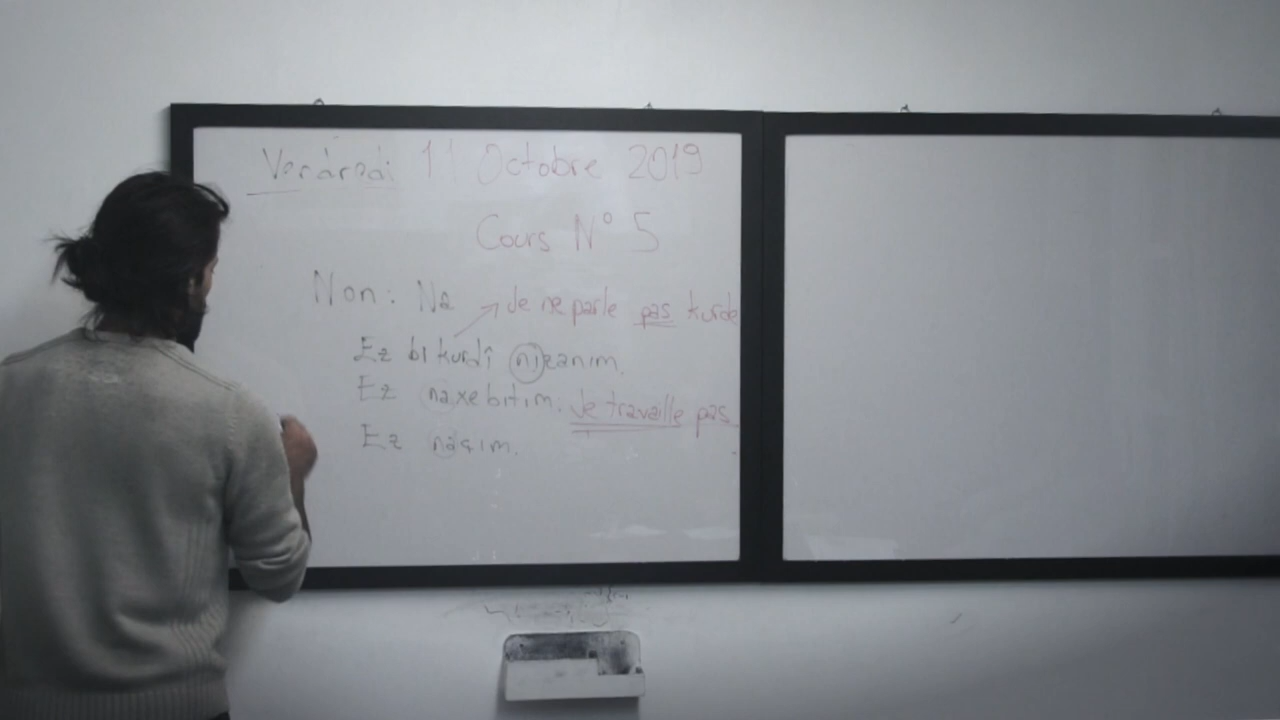 Vendredi 11 Octobre 2019
Cours N° 5
Non: Na → Je ne parle pas kurde
Ez bi kurdî nizanim.
Ez naxebitim. Je travaille pas
Ez naçim.